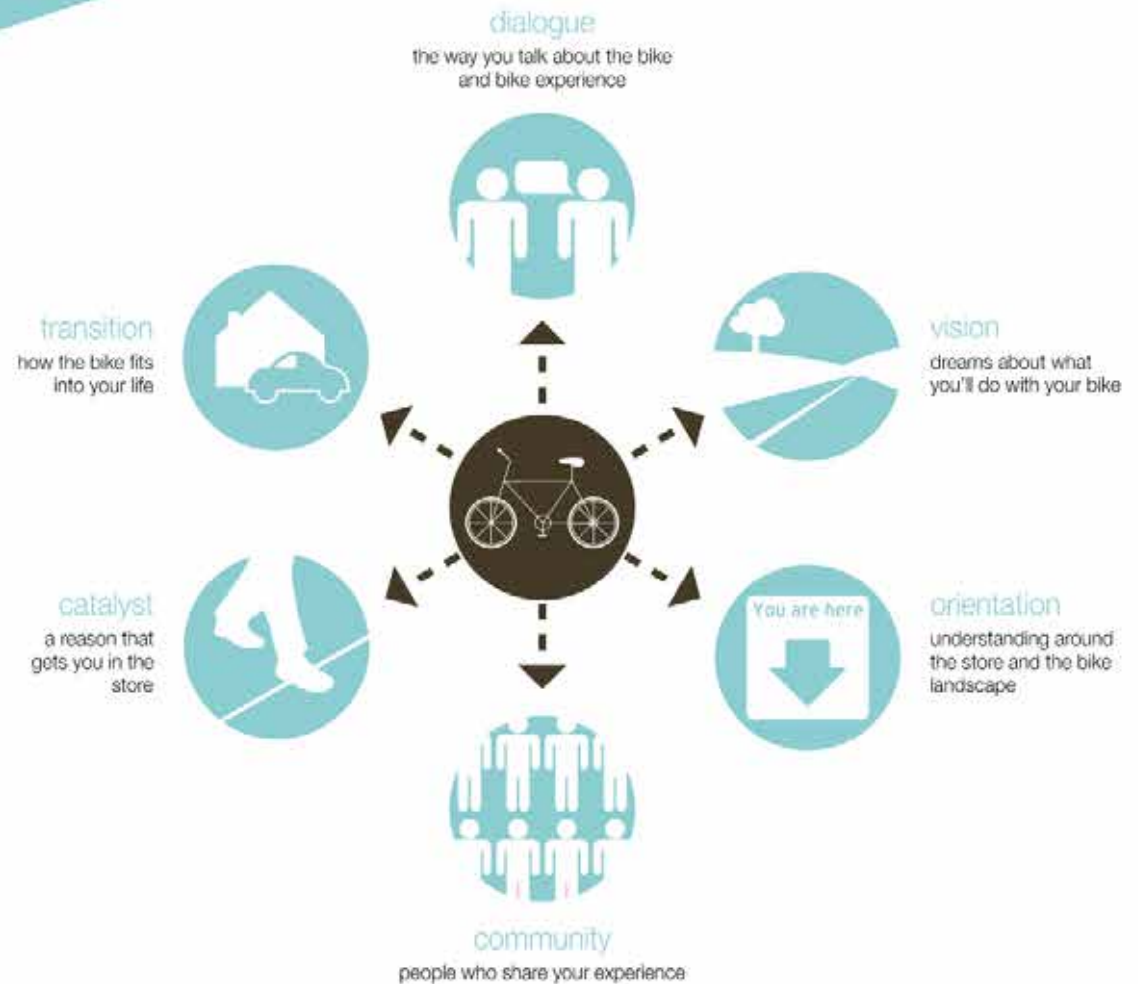 dialogue
the way you talk about the bike
and bike experience
transition
how the bike fits
into your life
vision
dreams about what
you'll do with your bike
catalyst
a reason that
gets you in the
store
You are here
orientation
understanding around
the store and the bike
landscape
community
people who share your experience